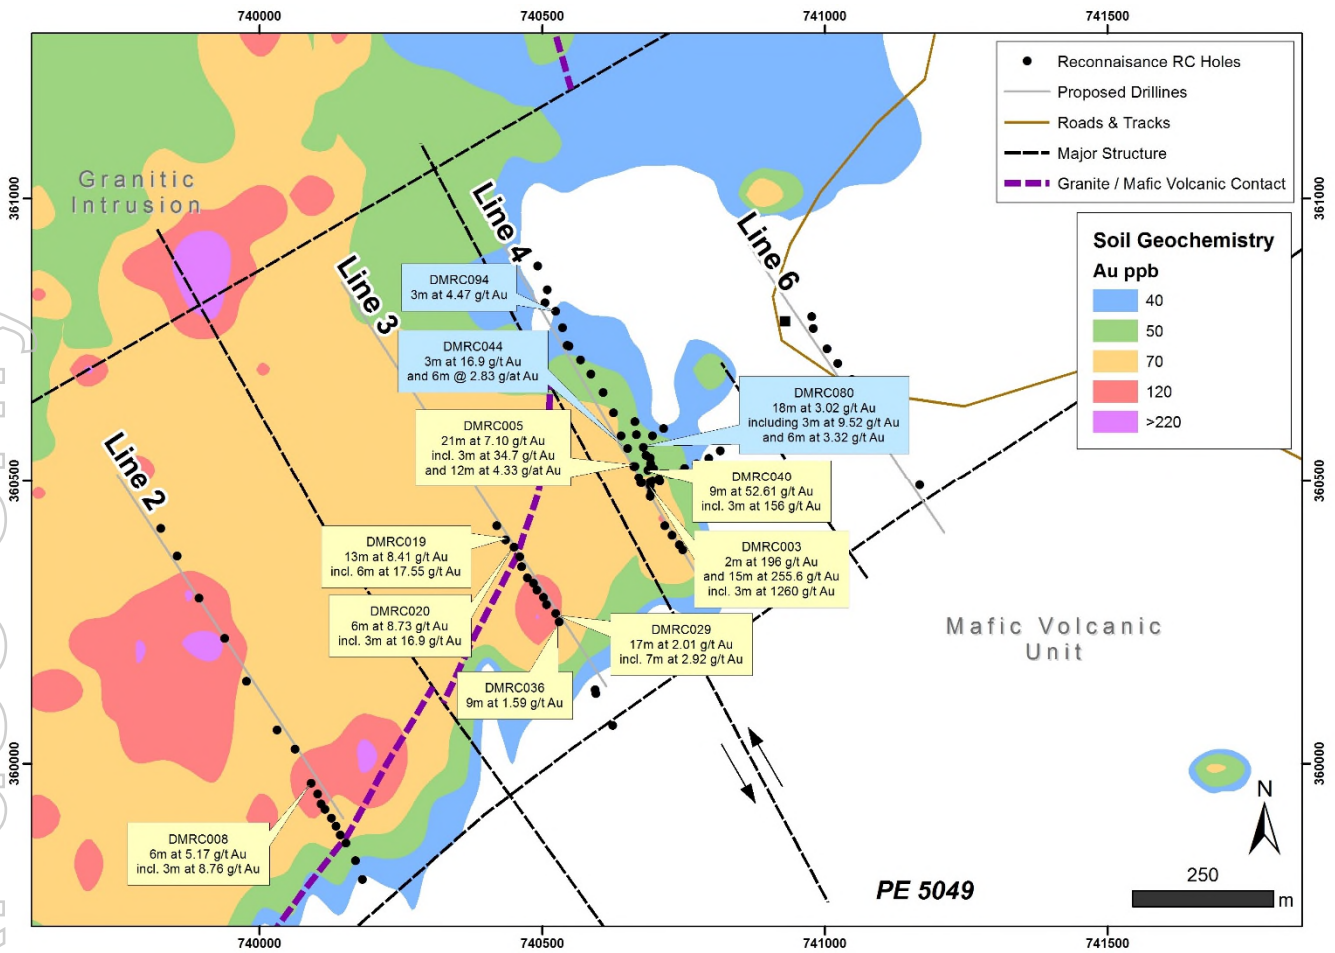 740000
740500
741000
741500
Reconnaisance RC Holes
Proposed Drillines
Roads & Tracks
Major Structure
Granite / Mafic Volcanic Contact
Soil Geochemistry
Au ppb
40
50
70
120
>220
361000
361000
Granitic
Intrusion
Line 4
Line 6
Line 3
Line 2
DMRC094
3m at 4.47 g/t Au
DMRC044
3m at 16.9 g/t Au
and 6m @ 2.83 g/at Au
DMRC080
18m at 3.02 g/t Au
including 3m at 9.52 g/t Au
and 6m at 3.32 g/t Au
DMRC005
21m at 7.10 g/t Au
incl. 3m at 34.7 g/t Au
and 12m at 4.33 g/at Au
360500
360500
DMRC040
9m at 52.61 g/t Au
incl. 3m at 156 g/t Au
DMRC019
13m at 8.41 g/t Au
incl. 6m at 17.55 g/t Au
DMRC003
2m at 196 g/t Au
and 15m at 255.6 g/t Au
incl. 3m at 1260 g/t Au
DMRC020
6m at 8.73 g/t Au
incl. 3m at 16.9 g/t Au
DMRC029
17m at 2.01 g/t Au
incl. 7m at 2.92 g/t Au
Mafic Volcanic
Unit
DMRC036
9m at 1.59 g/t Au
360000
360000
DMRC008
6m at 5.17 g/t Au
incl. 3m at 8.76 g/t Au
N
250
m
PE 5049
740000
740500
741000
741500